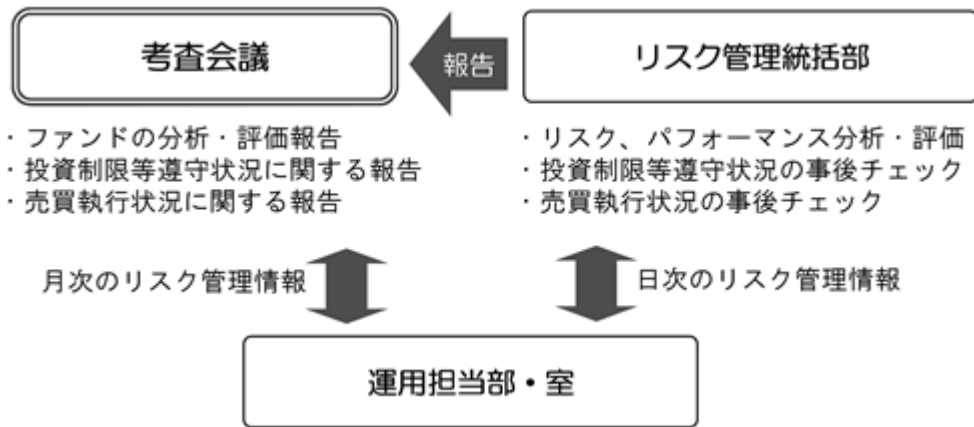 考査会議
報告
リスク管理統括部
・ファンドの分析・評価報告
・投資制限等遵守状況に関する報告
・売買執行状況に関する報告
・リスク、パフォーマンス分析・評価
・投資制限等遵守状況の事後チェック
・売買執行状況の事後チェック
月次のリスク管理情報
日次のリスク管理情報
運用担当部・室